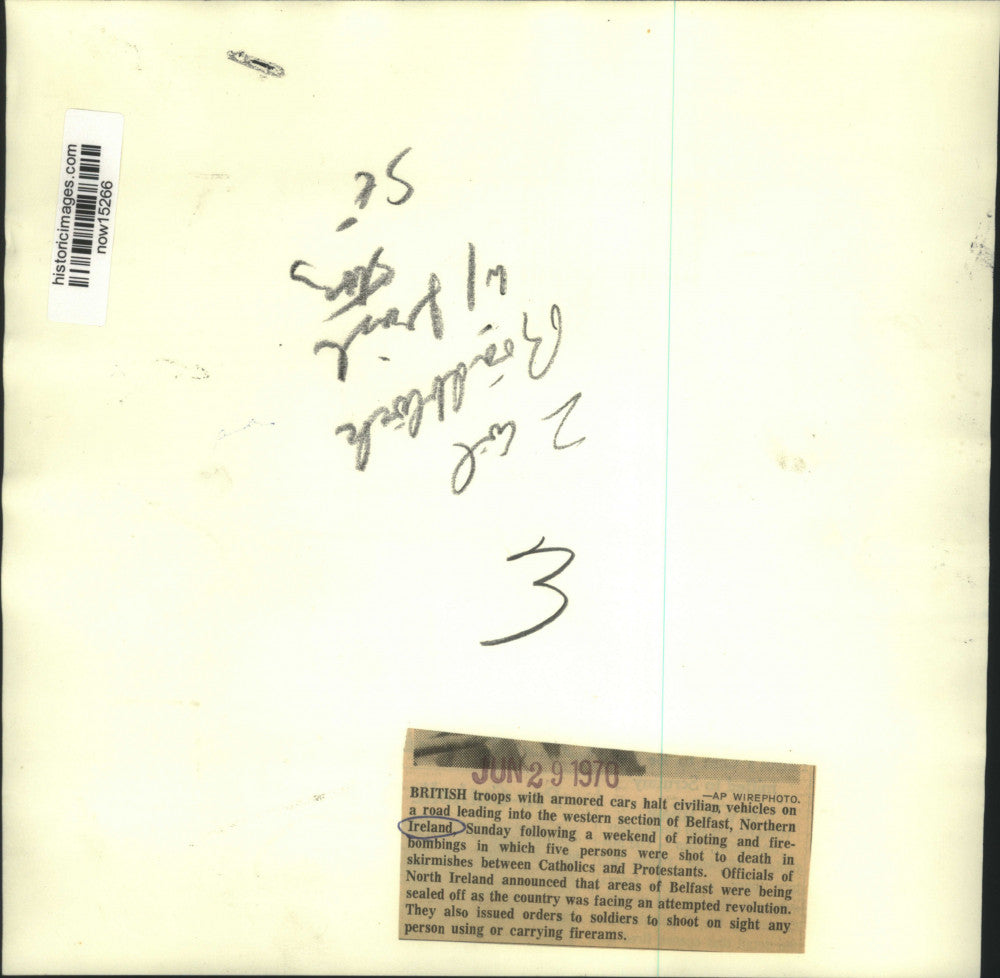 historicimages.com
now15266
2 col
Roadblock
3
JUN 29 1970
—AP WIREPHOTO.
BRITISH troops with armored cars halt civilian, vehicles on
a road leading into the western section of Belfast, Northern
Ireland, Sunday following a weekend of rioting and fire-
bombings in which five persons were shot to death in
skirmishes between Catholics and Protestants. Officials of
North Ireland announced that areas of Belfast were being
sealed off as the country was facing an attempted revolution.
They also issued orders to soldiers to shoot on sight any
person using or carrying firerams.